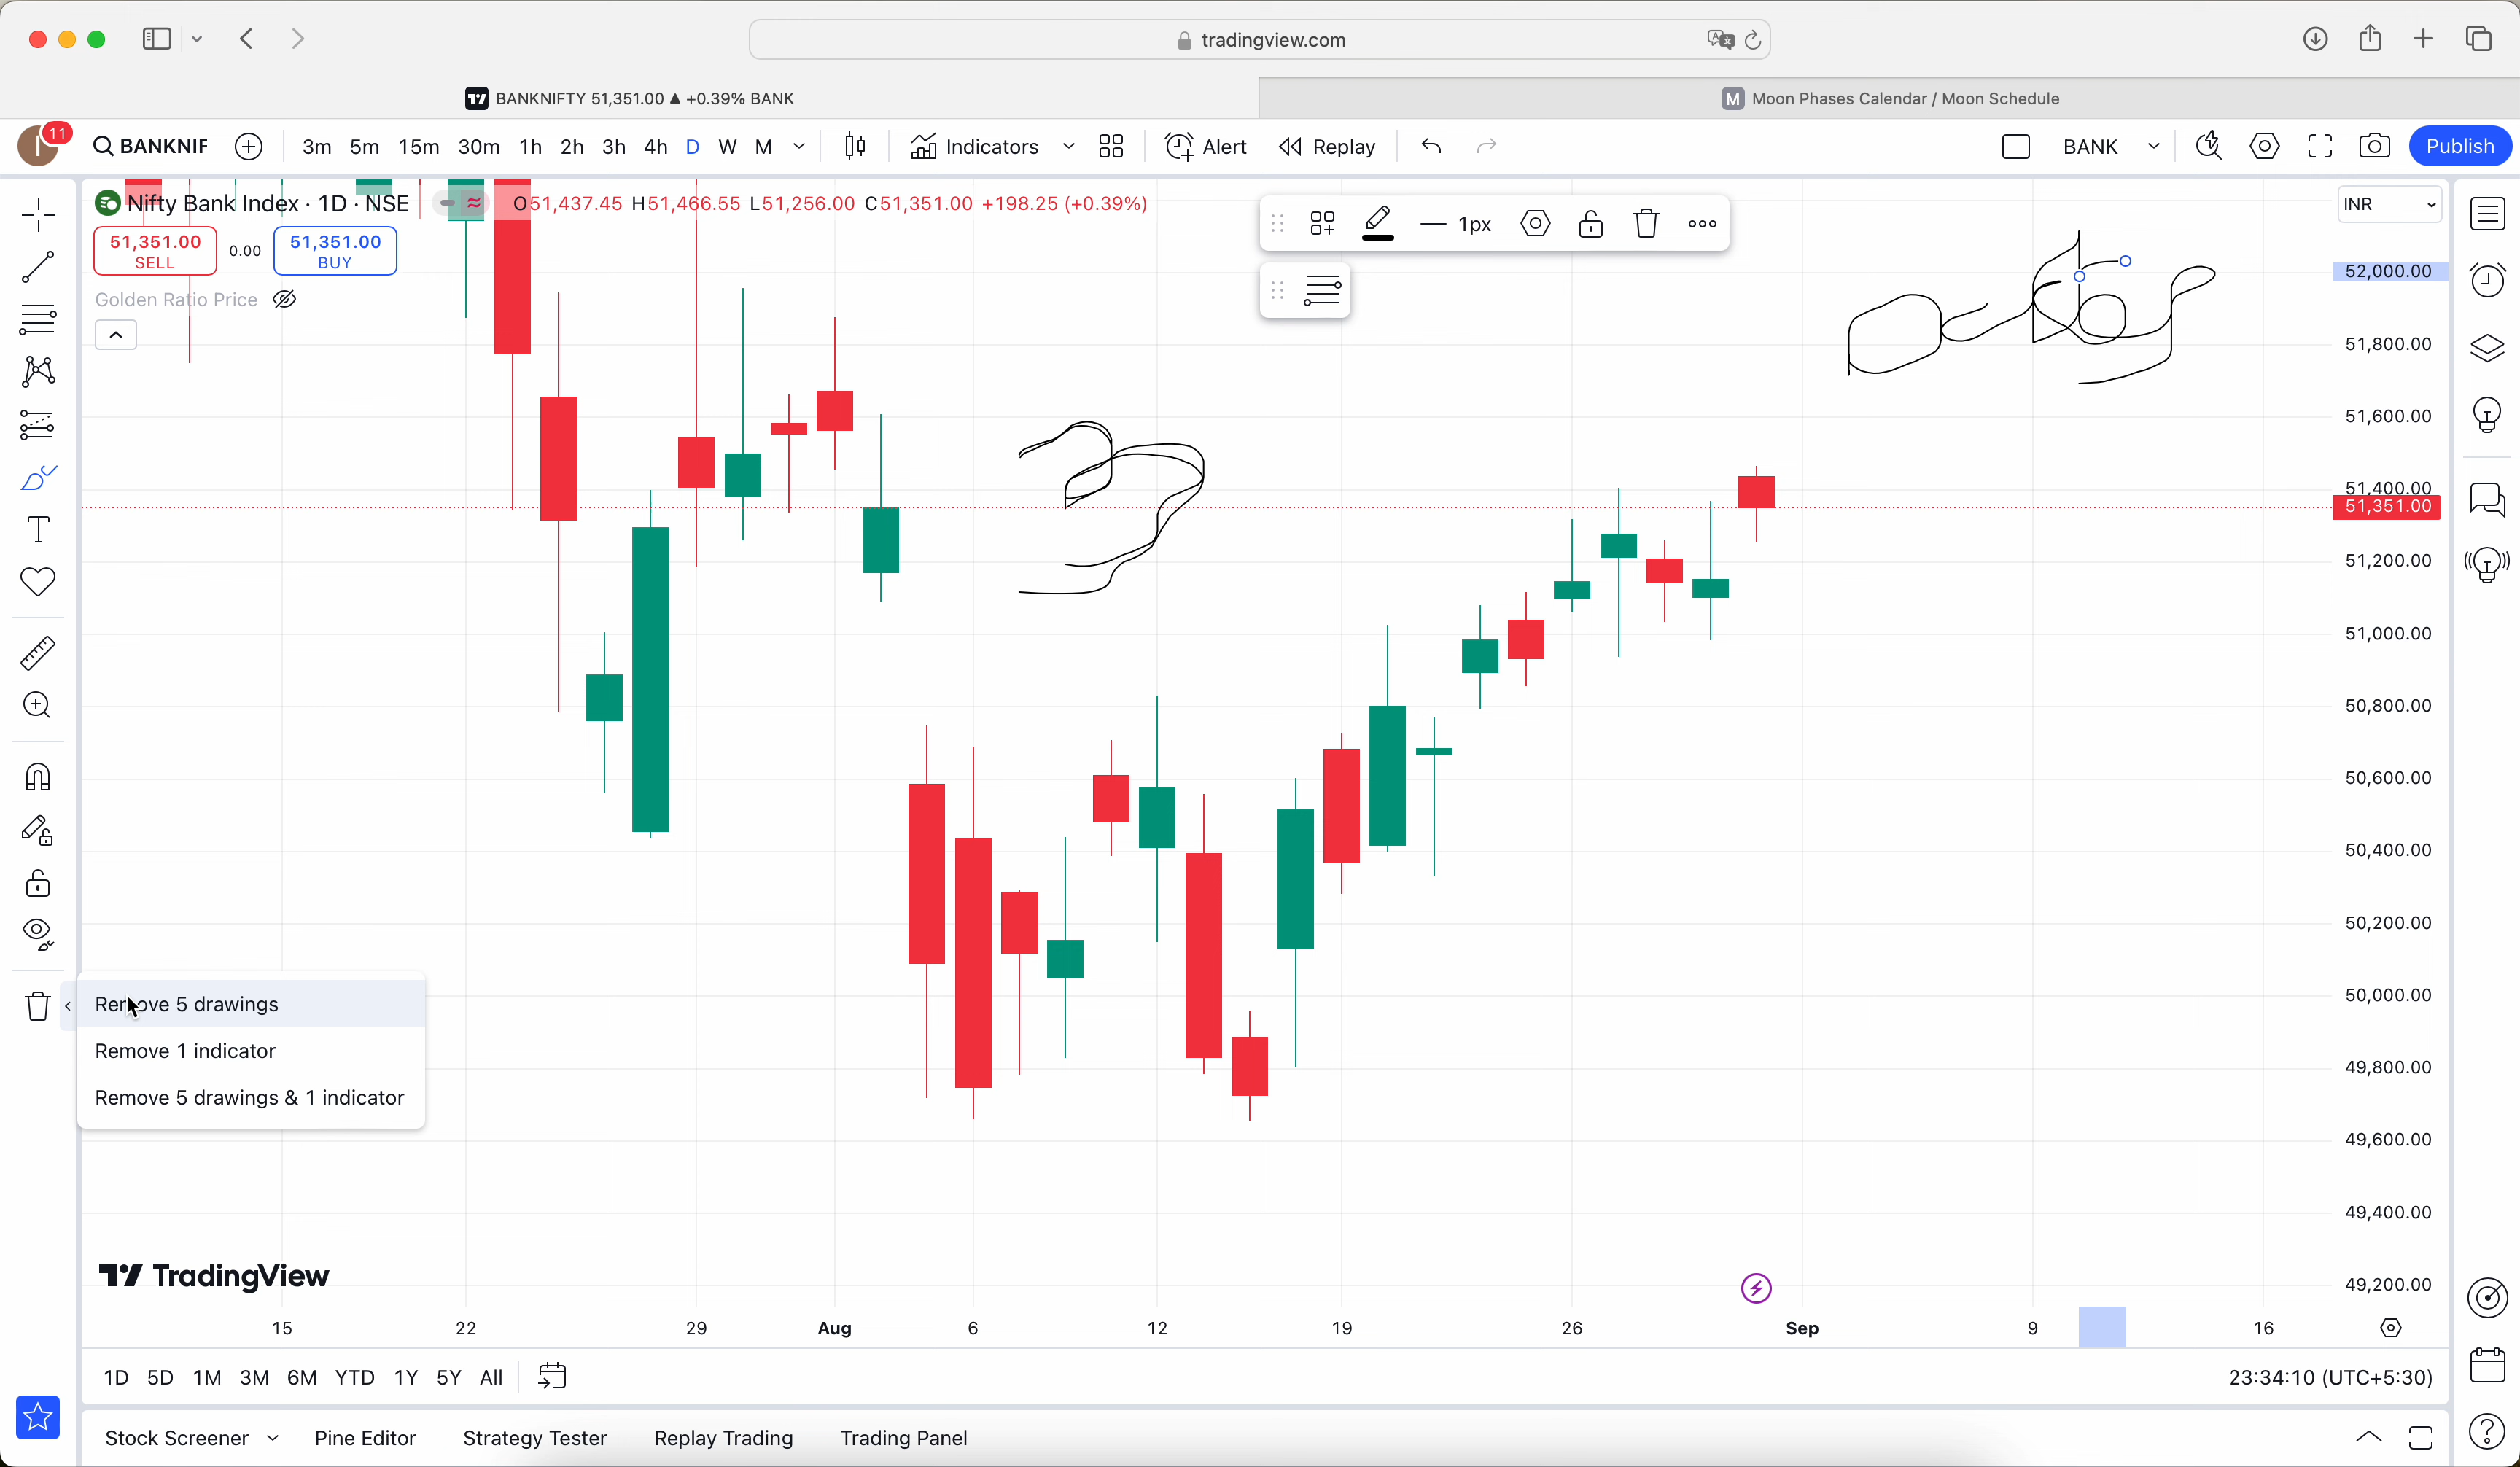 tradingview.com
BANKNIFTY 51,351.00 ▲ +0.39% BANK
M Moon Phases Calendar / Moon Schedule
11
BANKNIF 3m 5m 15m 30m 1h 2h 3h 4h D W M Indicators Alert Replay BANK Publish
Nifty Bank Index · 1D · NSE O51,437.45 H51,466.55 L51,256.00 C51,351.00 +198.25 (+0.39%)
1px
INR
51,351.00 0.00 51,351.00
SELL BUY
Golden Ratio Price
52,000.00
51,800.00
51,600.00
51,400.00
51,351.00
51,200.00
51,000.00
50,800.00
50,600.00
50,400.00
50,200.00
50,000.00
49,800.00
49,600.00
49,400.00
49,200.00
Remove 5 drawings
Remove 1 indicator
Remove 5 drawings & 1 indicator
TradingView
15 22 29 Aug 6 12 19 26 Sep 9 16
1D 5D 1M 3M 6M YTD 1Y 5Y All 23:34:10 (UTC+5:30)
Stock Screener Pine Editor Strategy Tester Replay Trading Trading Panel